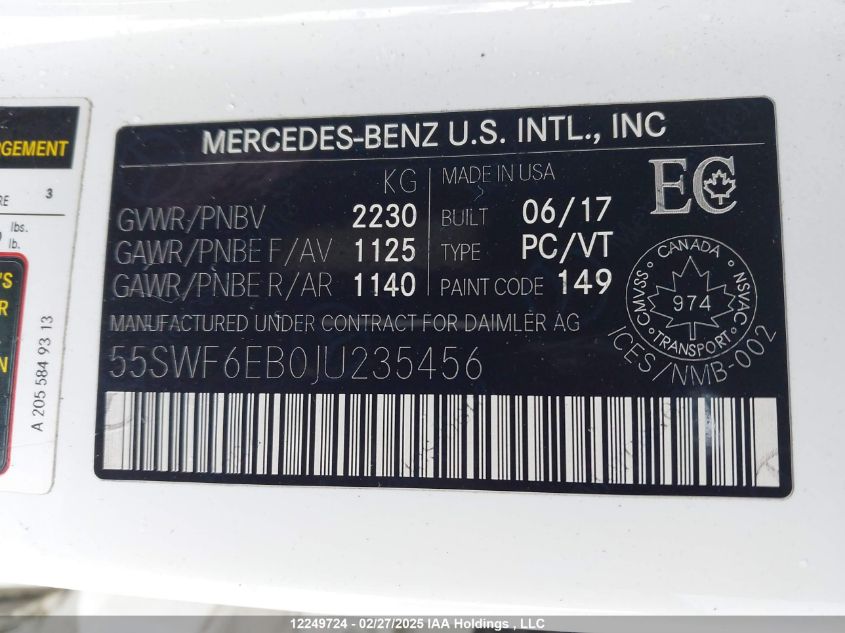 RGEMENT
RE 3
lbs.
lb.
'S
ER
N
A 205 584 93 13
MERCEDES-BENZ U.S. INTL., INC
KG
GVWR/PNBV 2230
GAWR/PNBE F/AV 1125
GAWR/PNBE R/AR 1140
MADE IN USA
BUILT 06/17
TYPE PC/VT
PAINT CODE 149
EC
CANADA
CMVSS NSVAC
974
TRANSPORT
ICES/NMB-002
MANUFACTURED UNDER CONTRACT FOR DAIMLER AG
55SWF6EB0JU235456
12249724 - 02/27/2025 IAA Holdings , LLC